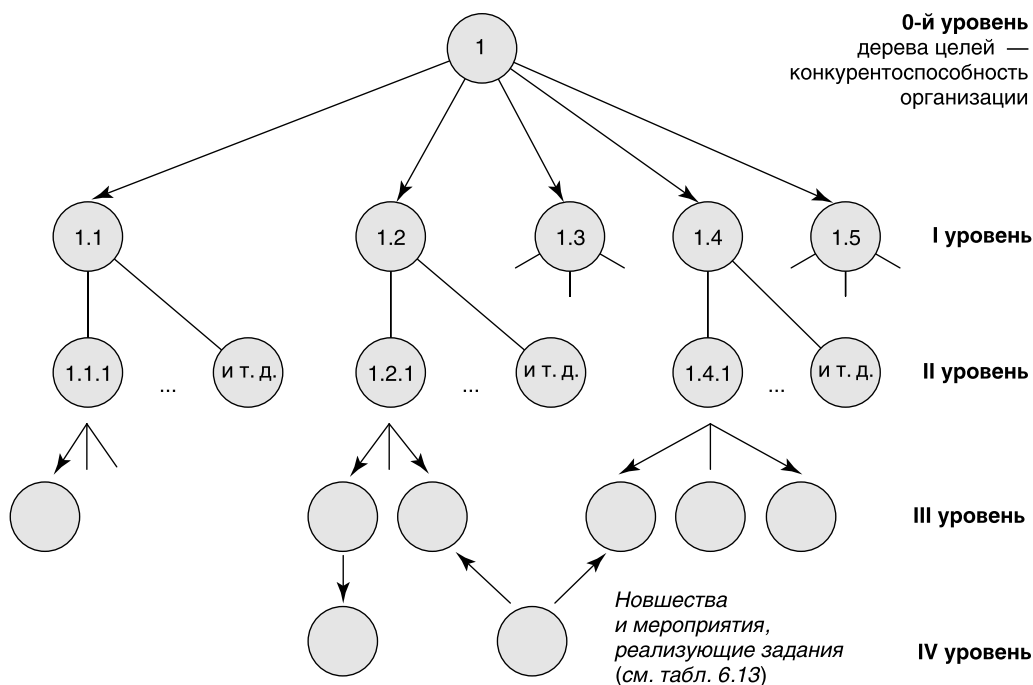 0-й уровень
дерева целей —
конкурентоспособность
организации
1
1.1
1.2
1.3
1.4
1.5
I уровень
1.1.1
...
и т. д.
1.2.1
...
и т. д.
1.4.1
...
и т. д.
II уровень
III уровень
Новшества
и мероприятия,
реализующие задания
(см. табл. 6.13)
IV уровень